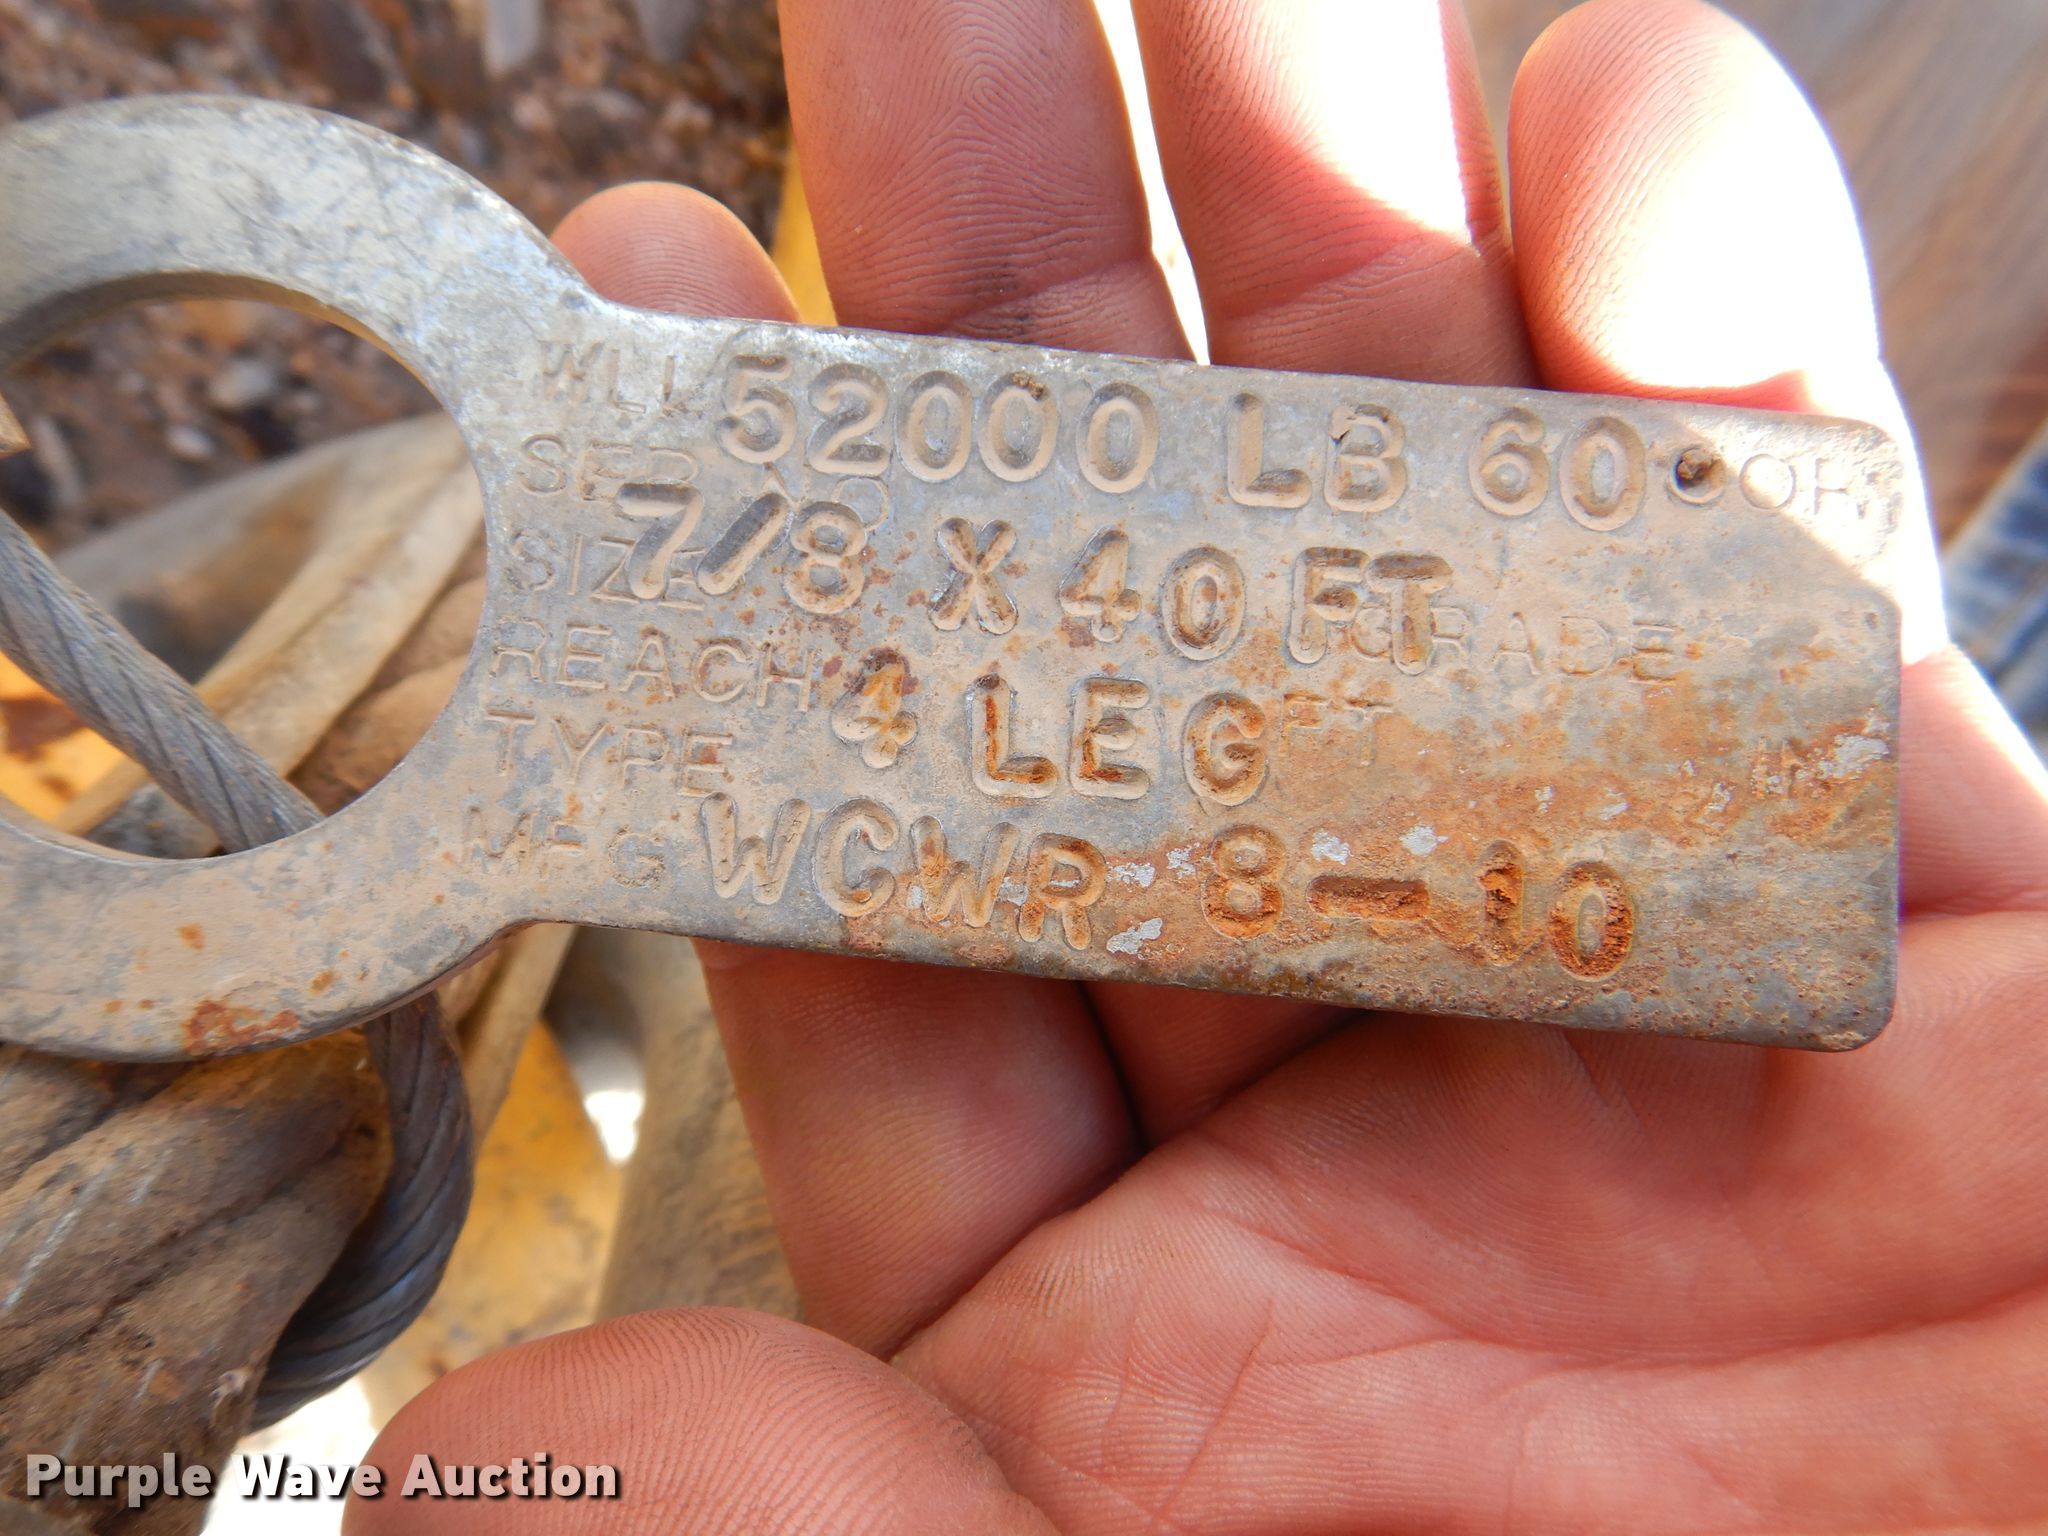 WLL 52000 LB 60°
SER NO
7/8 X 40 FT
SIZE GRADE
REACH 4 LEG FT IN
TYPE
MFG WCWR 8-10
Purple Wave Auction